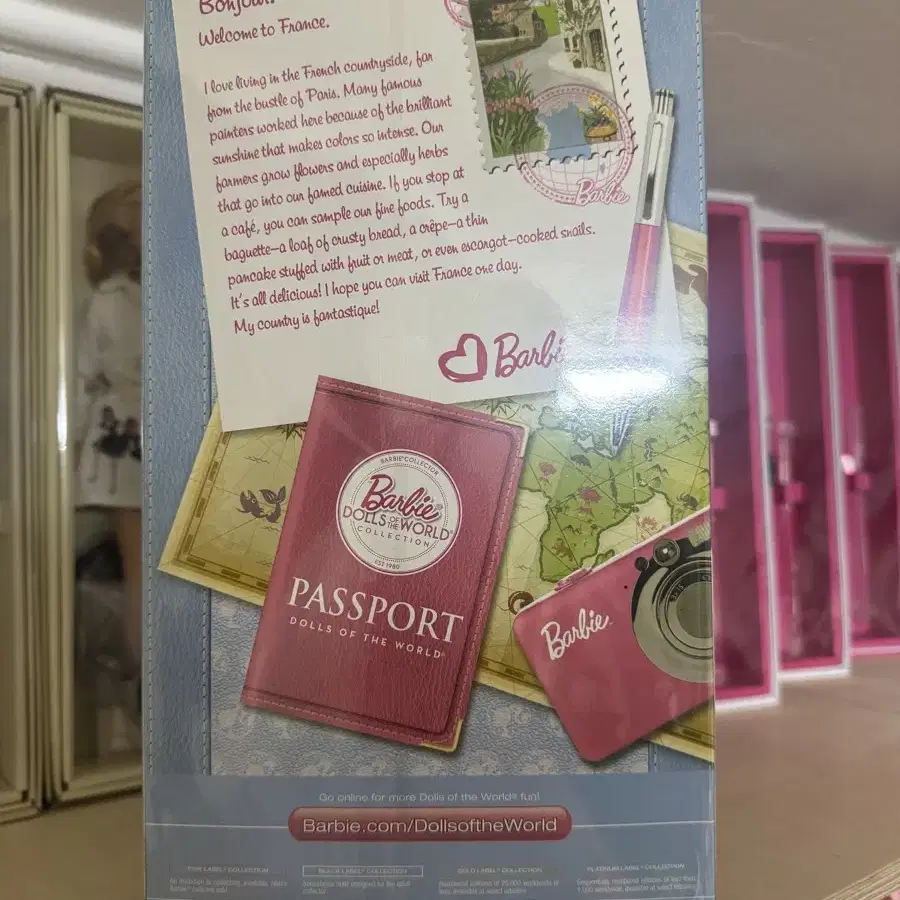 Bonjour!
Welcome to France.
I love living in the French countryside, far
from the bustle of Paris. Many famous
painters worked here because of the brilliant
sunshine that makes colors so intense. Our
farmers grow flowers and especially herbs
that go into our famed cuisine. If you stop at
a café, you can sample our fine foods. Try a
baguette—a loaf of crusty bread, a crêpe—a thin
pancake stuffed with fruit or meat, or even escargot—cooked snails.
It's all delicious! I hope you can visit France one day.
My country is fantastique!
Barbie
Barbie
BARBIE® COLLECTOR
Barbie®
DOLLS OF THE WORLD®
COLLECTION
EST 1980
PASSPORT
DOLLS OF THE WORLD®
Barbie
Go online for more Dolls of the World® fun!
Barbie.com/DollsoftheWorld
PINK LABEL® COLLECTION
BLACK LABEL® COLLECTION
GOLD LABEL® COLLECTION
PLATINUM LABEL® COLLECTION